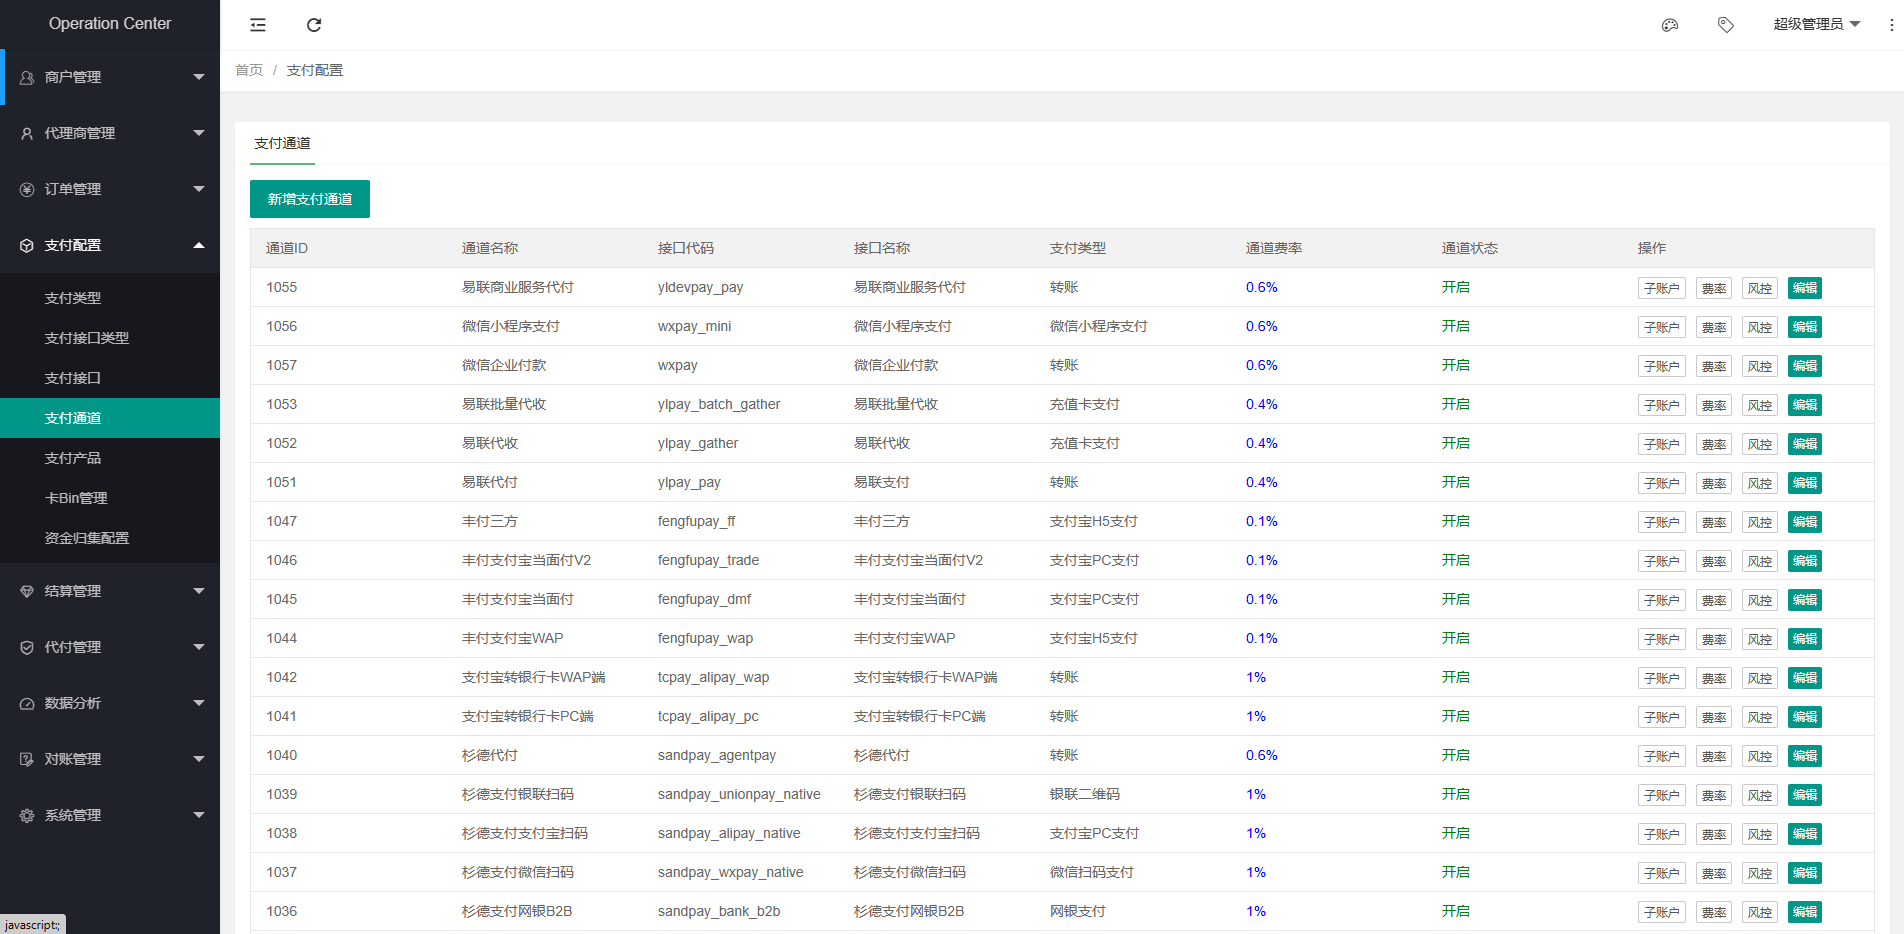 Operation Center
超级管理员
首页 / 支付配置
商户管理
代理商管理
订单管理
支付配置
支付类型
支付接口类型
支付接口
支付通道
支付产品
卡Bin管理
资金归集配置
结算管理
代付管理
数据分析
对账管理
系统管理
javascript:;
支付通道
新增支付通道
通道ID 通道名称 接口代码 接口名称 支付类型 通道费率 通道状态 操作
1055 易联商业服务代付 yldevpay_pay 易联商业服务代付 转账 0.6% 开启 子账户 费率 风控 编辑
1056 微信小程序支付 wxpay_mini 微信小程序支付 微信小程序支付 0.6% 开启 子账户 费率 风控 编辑
1057 微信企业付款 wxpay 微信企业付款 转账 0.6% 开启 子账户 费率 风控 编辑
1053 易联批量代收 ylpay_batch_gather 易联批量代收 充值卡支付 0.4% 开启 子账户 费率 风控 编辑
1052 易联代收 ylpay_gather 易联代收 充值卡支付 0.4% 开启 子账户 费率 风控 编辑
1051 易联代付 ylpay_pay 易联支付 转账 0.4% 开启 子账户 费率 风控 编辑
1047 丰付三方 fengfupay_ff 丰付三方 支付宝H5支付 0.1% 开启 子账户 费率 风控 编辑
1046 丰付支付宝当面付V2 fengfupay_trade 丰付支付宝当面付V2 支付宝PC支付 0.1% 开启 子账户 费率 风控 编辑
1045 丰付支付宝当面付 fengfupay_dmf 丰付支付宝当面付 支付宝PC支付 0.1% 开启 子账户 费率 风控 编辑
1044 丰付支付宝WAP fengfupay_wap 丰付支付宝WAP 支付宝H5支付 0.1% 开启 子账户 费率 风控 编辑
1042 支付宝转银行卡WAP端 tcpay_alipay_wap 支付宝转银行卡WAP端 转账 1% 开启 子账户 费率 风控 编辑
1041 支付宝转银行卡PC端 tcpay_alipay_pc 支付宝转银行卡PC端 转账 1% 开启 子账户 费率 风控 编辑
1040 杉德代付 sandpay_agentpay 杉德代付 转账 0.6% 开启 子账户 费率 风控 编辑
1039 杉德支付银联扫码 sandpay_unionpay_native 杉德支付银联扫码 银联二维码 1% 开启 子账户 费率 风控 编辑
1038 杉德支付支付宝扫码 sandpay_alipay_native 杉德支付支付宝扫码 支付宝PC支付 1% 开启 子账户 费率 风控 编辑
1037 杉德支付微信扫码 sandpay_wxpay_native 杉德支付微信扫码 微信扫码支付 1% 开启 子账户 费率 风控 编辑
1036 杉德支付网银B2B sandpay_bank_b2b 杉德支付网银B2B 网银支付 1% 开启 子账户 费率 风控 编辑